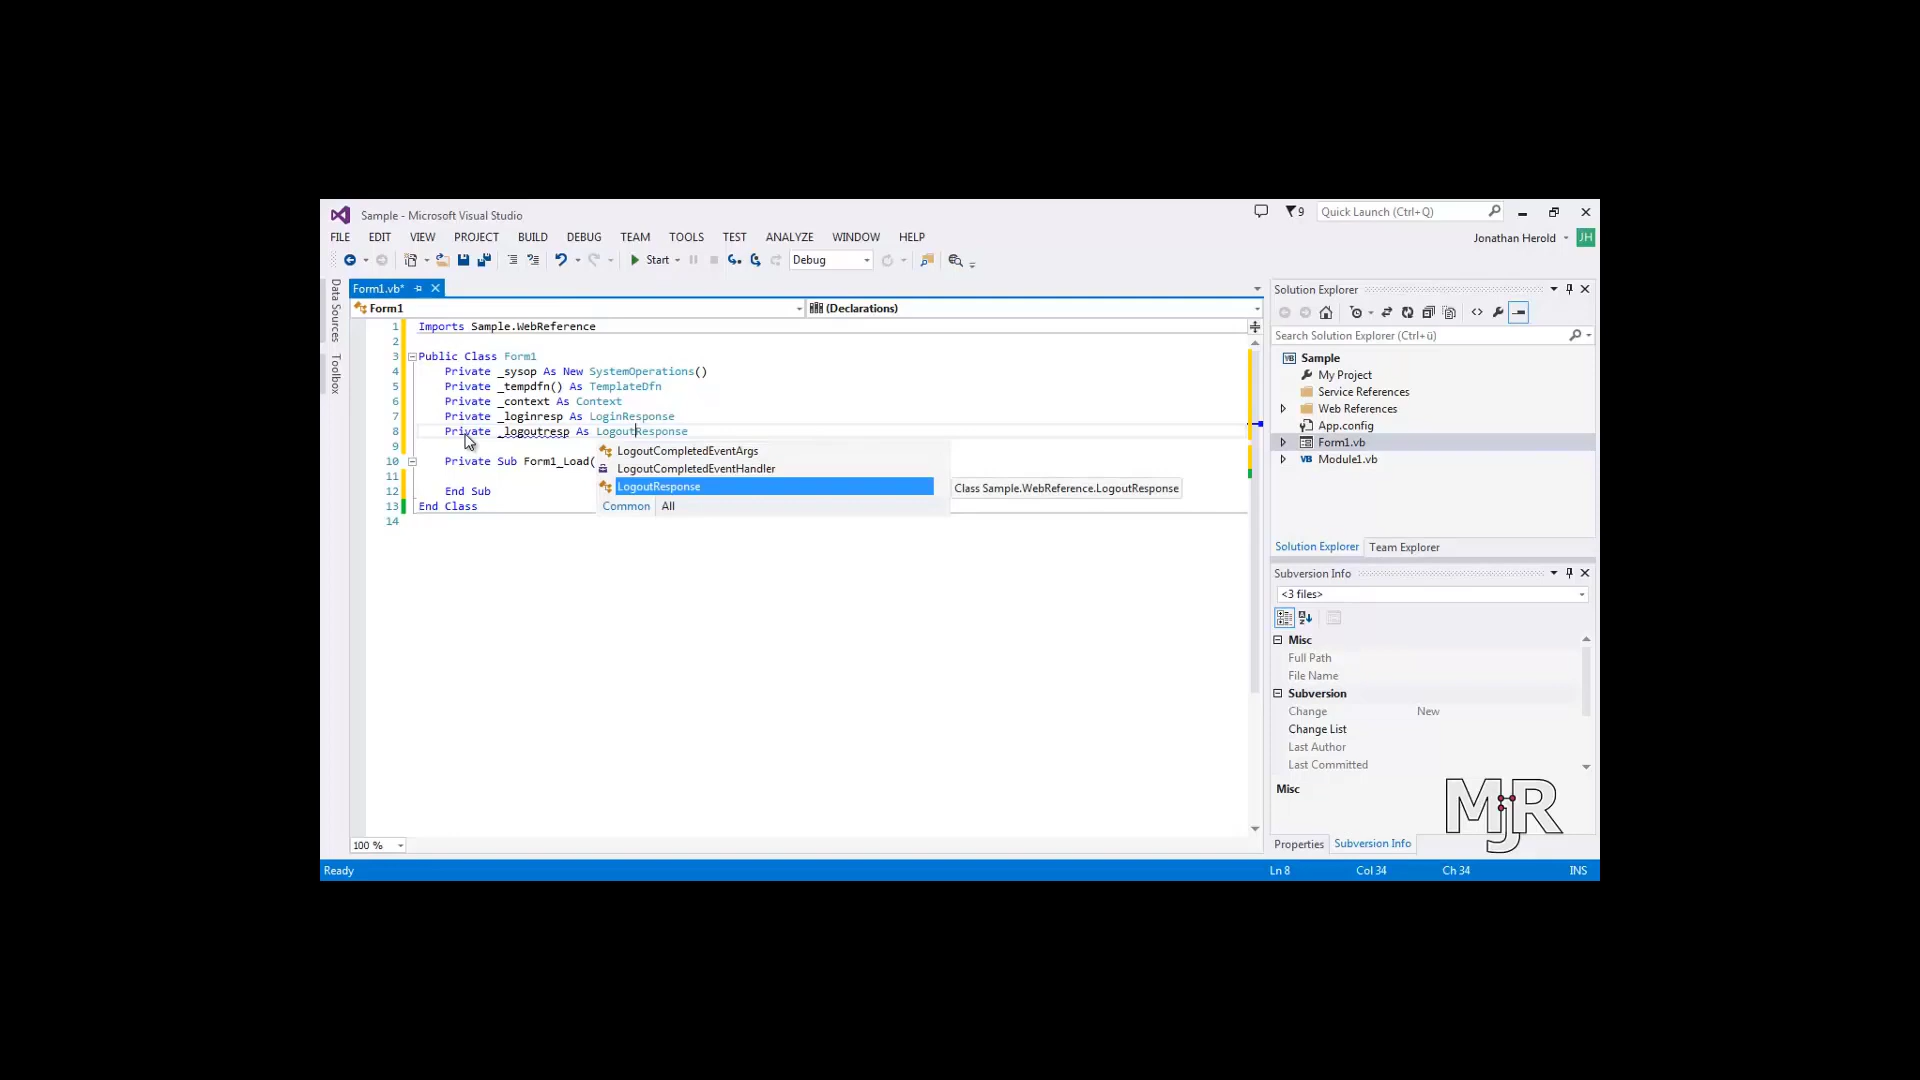 Sample - Microsoft Visual Studio
9
Quick Launch (Ctrl+Q)
FILE EDIT VIEW PROJECT BUILD DEBUG TEAM TOOLS TEST ANALYZE WINDOW HELP
Jonathan Herold JH
Start Debug
Data Sources
Toolbox
Form1.vb*
Form1 (Declarations)
1 Imports Sample.WebReference
2
3 Public Class Form1
4 Private _sysop As New SystemOperations()
5 Private _tempdfn() As TemplateDfn
6 Private _context As Context
7 Private _loginresp As LoginResponse
8 Private _logoutresp As LogoutResponse
9
10 Private Sub Form1_Load(
11
12 End Sub
13 End Class
14
LogoutCompletedEventArgs
LogoutCompletedEventHandler
LogoutResponse
Common All
Class Sample.WebReference.LogoutResponse
100 %
Solution Explorer
Search Solution Explorer (Ctrl+ü)
VB Sample
My Project
Service References
Web References
App.config
Form1.vb
VB Module1.vb
Solution Explorer Team Explorer
Subversion Info
<3 files>
Misc
Full Path
File Name
Subversion
Change New
Change List
Last Author
Last Committed
Misc
MjR
Properties Subversion Info
Ready Ln 8 Col 34 Ch 34 INS